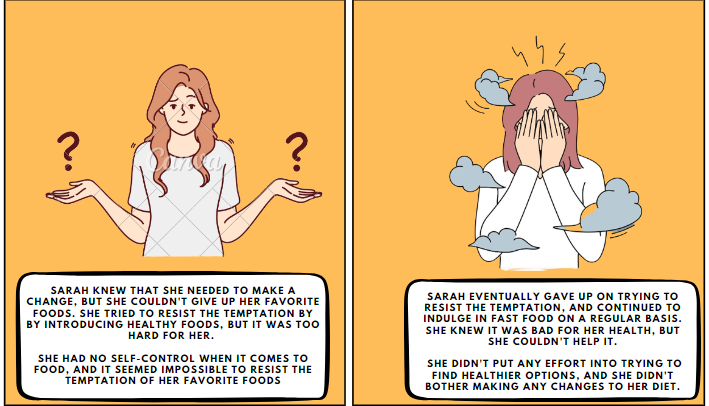 ?
?
Canva
SARAH KNEW THAT SHE NEEDED TO MAKE A
CHANGE, BUT SHE COULDN'T GIVE UP HER FAVORITE
FOODS. SHE TRIED TO RESIST THE TEMPTATION BY
BY INTRODUCING HEALTHY FOODS, BUT IT WAS TOO
HARD FOR HER.
SHE HAD NO SELF-CONTROL WHEN IT COMES TO
FOOD, AND IT SEEMED IMPOSSIBLE TO RESIST THE
TEMPTATION OF HER FAVORITE FOODS
SARAH EVENTUALLY GAVE UP ON TRYING TO
RESIST THE TEMPTATION, AND CONTINUED TO
INDULGE IN FAST FOOD ON A REGULAR BASIS.
SHE KNEW IT WAS BAD FOR HER HEALTH, BUT
SHE COULDN'T HELP IT.
SHE DIDN'T PUT ANY EFFORT INTO TRYING TO
FIND HEALTHIER OPTIONS, AND SHE DIDN'T
BOTHER MAKING ANY CHANGES TO HER DIET.